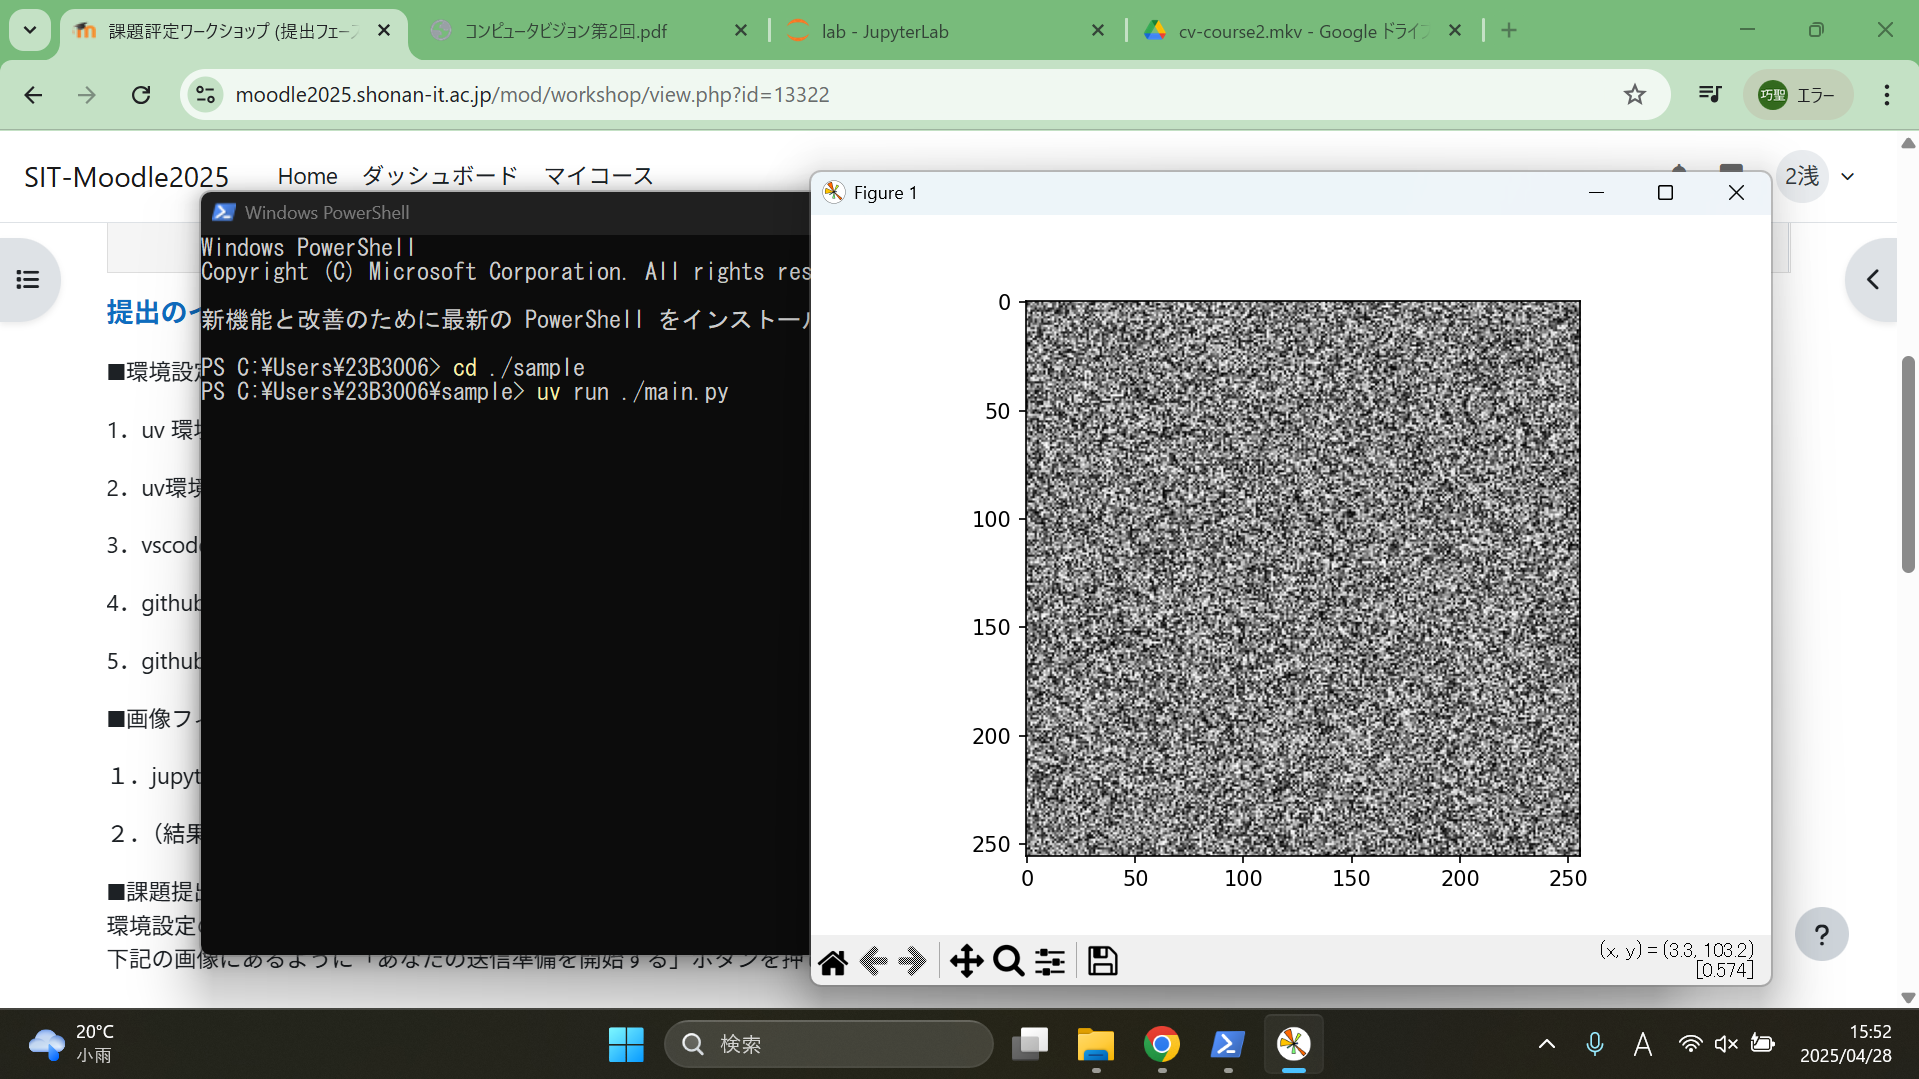 課題評定ワークショップ (提出フェー
コンピュータビジョン第2回.pdf
lab - JupyterLab
cv-course2.mkv - Google ドライブ
moodle2025.shonan-it.ac.jp/mod/workshop/view.php?id=13322
巧聖 エラー
SIT-Moodle2025
Home ダッシュボード マイコース
2浅
提出の
■環境設定
1. uv 環境
2. uv環境
3. vscode
4. github
5. github
■画像フィ
1. jupyt
2.（結果
■課題提出
環境設定の
下記の画像にあるように「あなたの送信準備を開始する」ボタンを押
Windows PowerShell
Windows PowerShell
Copyright (C) Microsoft Corporation. All rights res
新機能と改善のために最新の PowerShell をインストール
PS C:¥Users¥23B3006> cd ./sample
PS C:¥Users¥23B3006¥sample> uv run ./main.py
Figure 1
0
50
100
150
200
250
0 50 100 150 200 250
(x, y) = (3.3, 103.2)
[0.574]
?
20°C
小雨
検索
A
15:52
2025/04/28